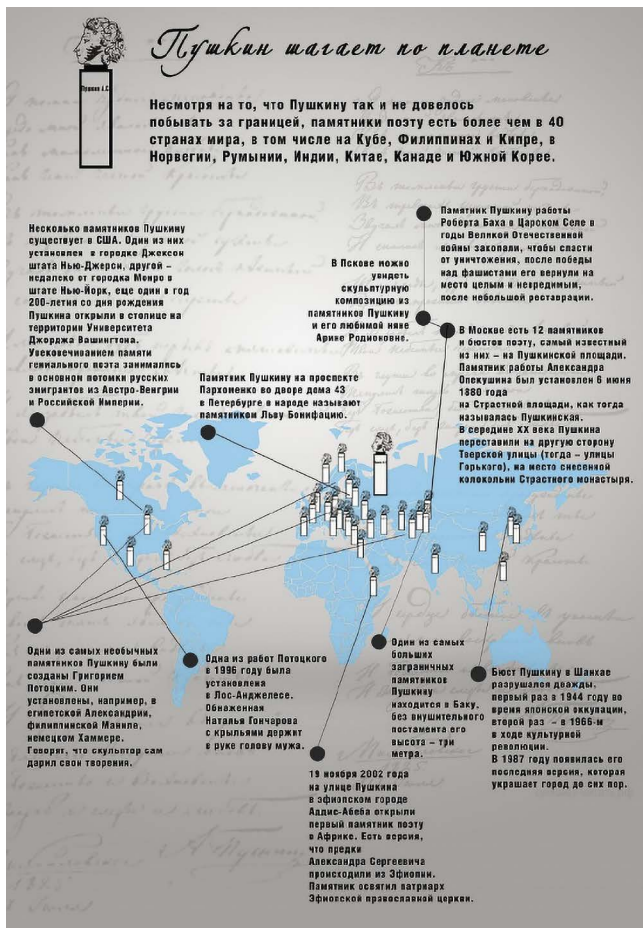 Пушкин шагает по планете
Пушкин А.С.
Несмотря на то, что Пушкину так и не довелось
побывать за границей, памятники поэту есть более чем в 40
странах мира, в том числе на Кубе, Филиппинах и Кипре, в
Норвегии, Румынии, Индии, Китае, Канаде и Южной Корее.
Несколько памятников Пушкину
существует в США. Один из них
установлен в городке Джексон
штата Нью-Джерси, другой –
недалеко от городка Монро в
штате Нью-Йорк, еще один в год
200-летия со дня рождения
Пушкина открыли в столице на
территории Университета
Джорджа Вашингтона.
Увековечиванием памяти
гениального поэта занимались
в основном потомки русских
эмигрантов из Австро-Венгрии
и Российской Империи.
Памятник Пушкину на проспекте
Пархоменко во дворе дома 43
в Петербурге в народе называют
памятником Льву Бонифацию.
В Пскове можно
увидеть
скульптурную
композицию из
памятников Пушкину
и его любимой няне
Арине Родионовне.
Памятник Пушкину работы
Роберта Баха в Царском Селе в
годы Великой Отечественной
войны закопали, чтобы спасти
от уничтожения, после победы
над фашистами его вернули на
место целым и невредимым,
после небольшой реставрации.
В Москве есть 12 памятников
и бюстов поэту, самый известный
из них – на Пушкинской площади.
Памятник работы Александра
Опекушина был установлен 6 июня
1880 года
на Страстной площади, как тогда
называлась Пушкинская.
В середине XX века Пушкина
переставили на другую сторону
Тверской улицы (тогда – улицы
Горького), на место снесенной
колокольни Страстного монастыря.
Одни из самых необычных
памятников Пушкину были
созданы Григорием
Потоцким. Они
установлены, например, в
египетской Александрии,
филиппинской Маниле,
немецком Хаммере.
Говорят, что скульптор сам
дарил свои творения.
Одна из работ Потоцкого
в 1996 году была
установлена
в Лос-Анджелесе.
Обнаженная
Наталья Гончарова
с крыльями держит
в руке голову мужа.
19 ноября 2002 года
на улице Пушкина
в эфиопском городе
Аддис-Абеба открыли
первый памятник поэту
в Африке. Есть версия,
что предки
Александра Сергеевича
происходили из Эфиопии.
Памятник освятил патриарх
Эфиопской православной церкви.
Один из самых
больших
заграничных
памятников
Пушкину
находится в Баку,
без внушительного
постамента его
высота – три
метра.
Бюст Пушкину в Шанхае
разрушался дважды,
первый раз в 1944 году во
время японской оккупации,
второй раз – в 1966-м
в ходе культурной
революции.
В 1987 году появилась его
последняя версия, которая
украшает город до сих пор.